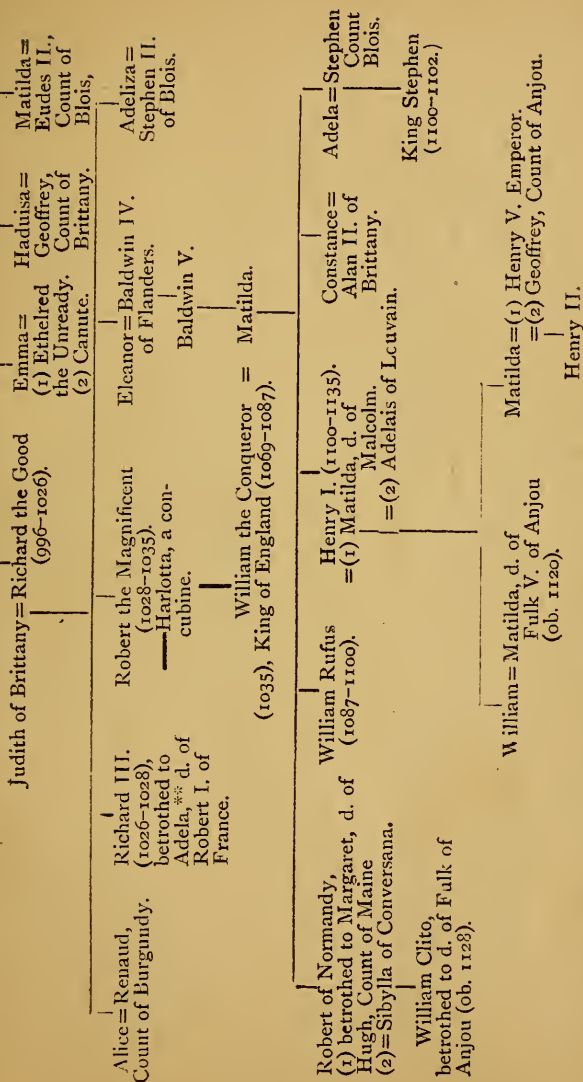 Judith of Brittany = Richard the Good
(996–1026).
Emma =
(1) Ethelred
the Unready.
(2) Canute.
Haduisa =
Geoffrey,
Count of
Brittany.
Matilda =
Eudes II.,
Count of
Blois,
Alice = Renaud,
Count of Burgundy.
Richard III.
(1026–1028),
betrothed to
Adela,** d. of
Robert I. of
France.
Robert the Magnificent
(1028–1035).
Harlotta, a con-
cubine.
Eleanor = Baldwin IV.
of Flanders.
Baldwin V.
Adeliza =
Stephen II.
of Blois.
William the Conqueror =
(1035), King of England (1069–1087).
Matilda.
Robert of Normandy,
(1) betrothed to Margaret, d. of
Hugh, Count of Maine
(2) = Sibylla of Conversana.
William Clito,
betrothed to d. of Fulk of
Anjou (ob. 1128).
William Rufus
(1087–1100).
Henry I. (1100–1135).
= (1) Matilda, d. of
Malcolm.
= (2) Adelais of Louvain.
Constance =
Alan II. of
Brittany.
Adela = Stephen
Count
Blois.
King Stephen
(1100–1102.)
William = Matilda, d. of
Fulk V. of Anjou
(ob. 1120).
Matilda = (1) Henry V. Emperor.
= (2) Geoffrey, Count of Anjou.
Henry II.